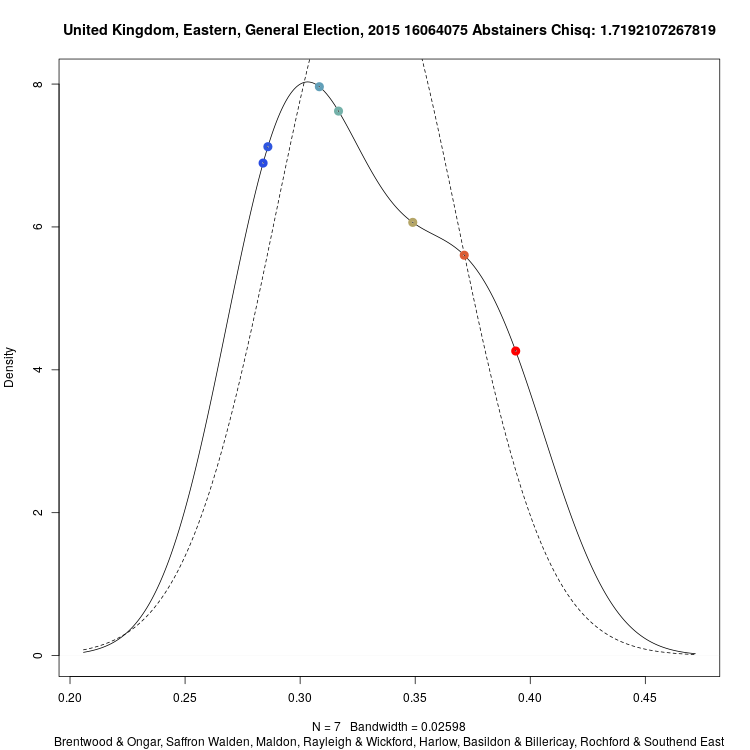 United Kingdom, Eastern, General Election, 2015 16064075 Abstainers Chisq: 1.7192107267819
Density
8
6
4
2
0
0.20 0.25 0.30 0.35 0.40 0.45
N = 7 Bandwidth = 0.02598
Brentwood & Ongar, Saffron Walden, Maldon, Rayleigh & Wickford, Harlow, Basildon & Billericay, Rochford & Southend East